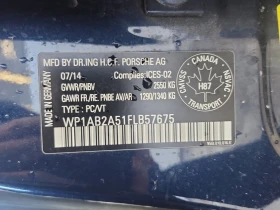 MFD. BY DR.ING H.C.F. PORSCHE AG
07/14 Complies:ICES-02
GVWR/PNBV 2550 KG
GAWR FR./RE. PNBE AV/AR 1290/1340 KG
WP1AB2A51FLB57675
TYPE: PC/VT
MADE IN GERMANY
CANADA
CMVSS
NSVAC
H87
TRANSPORT